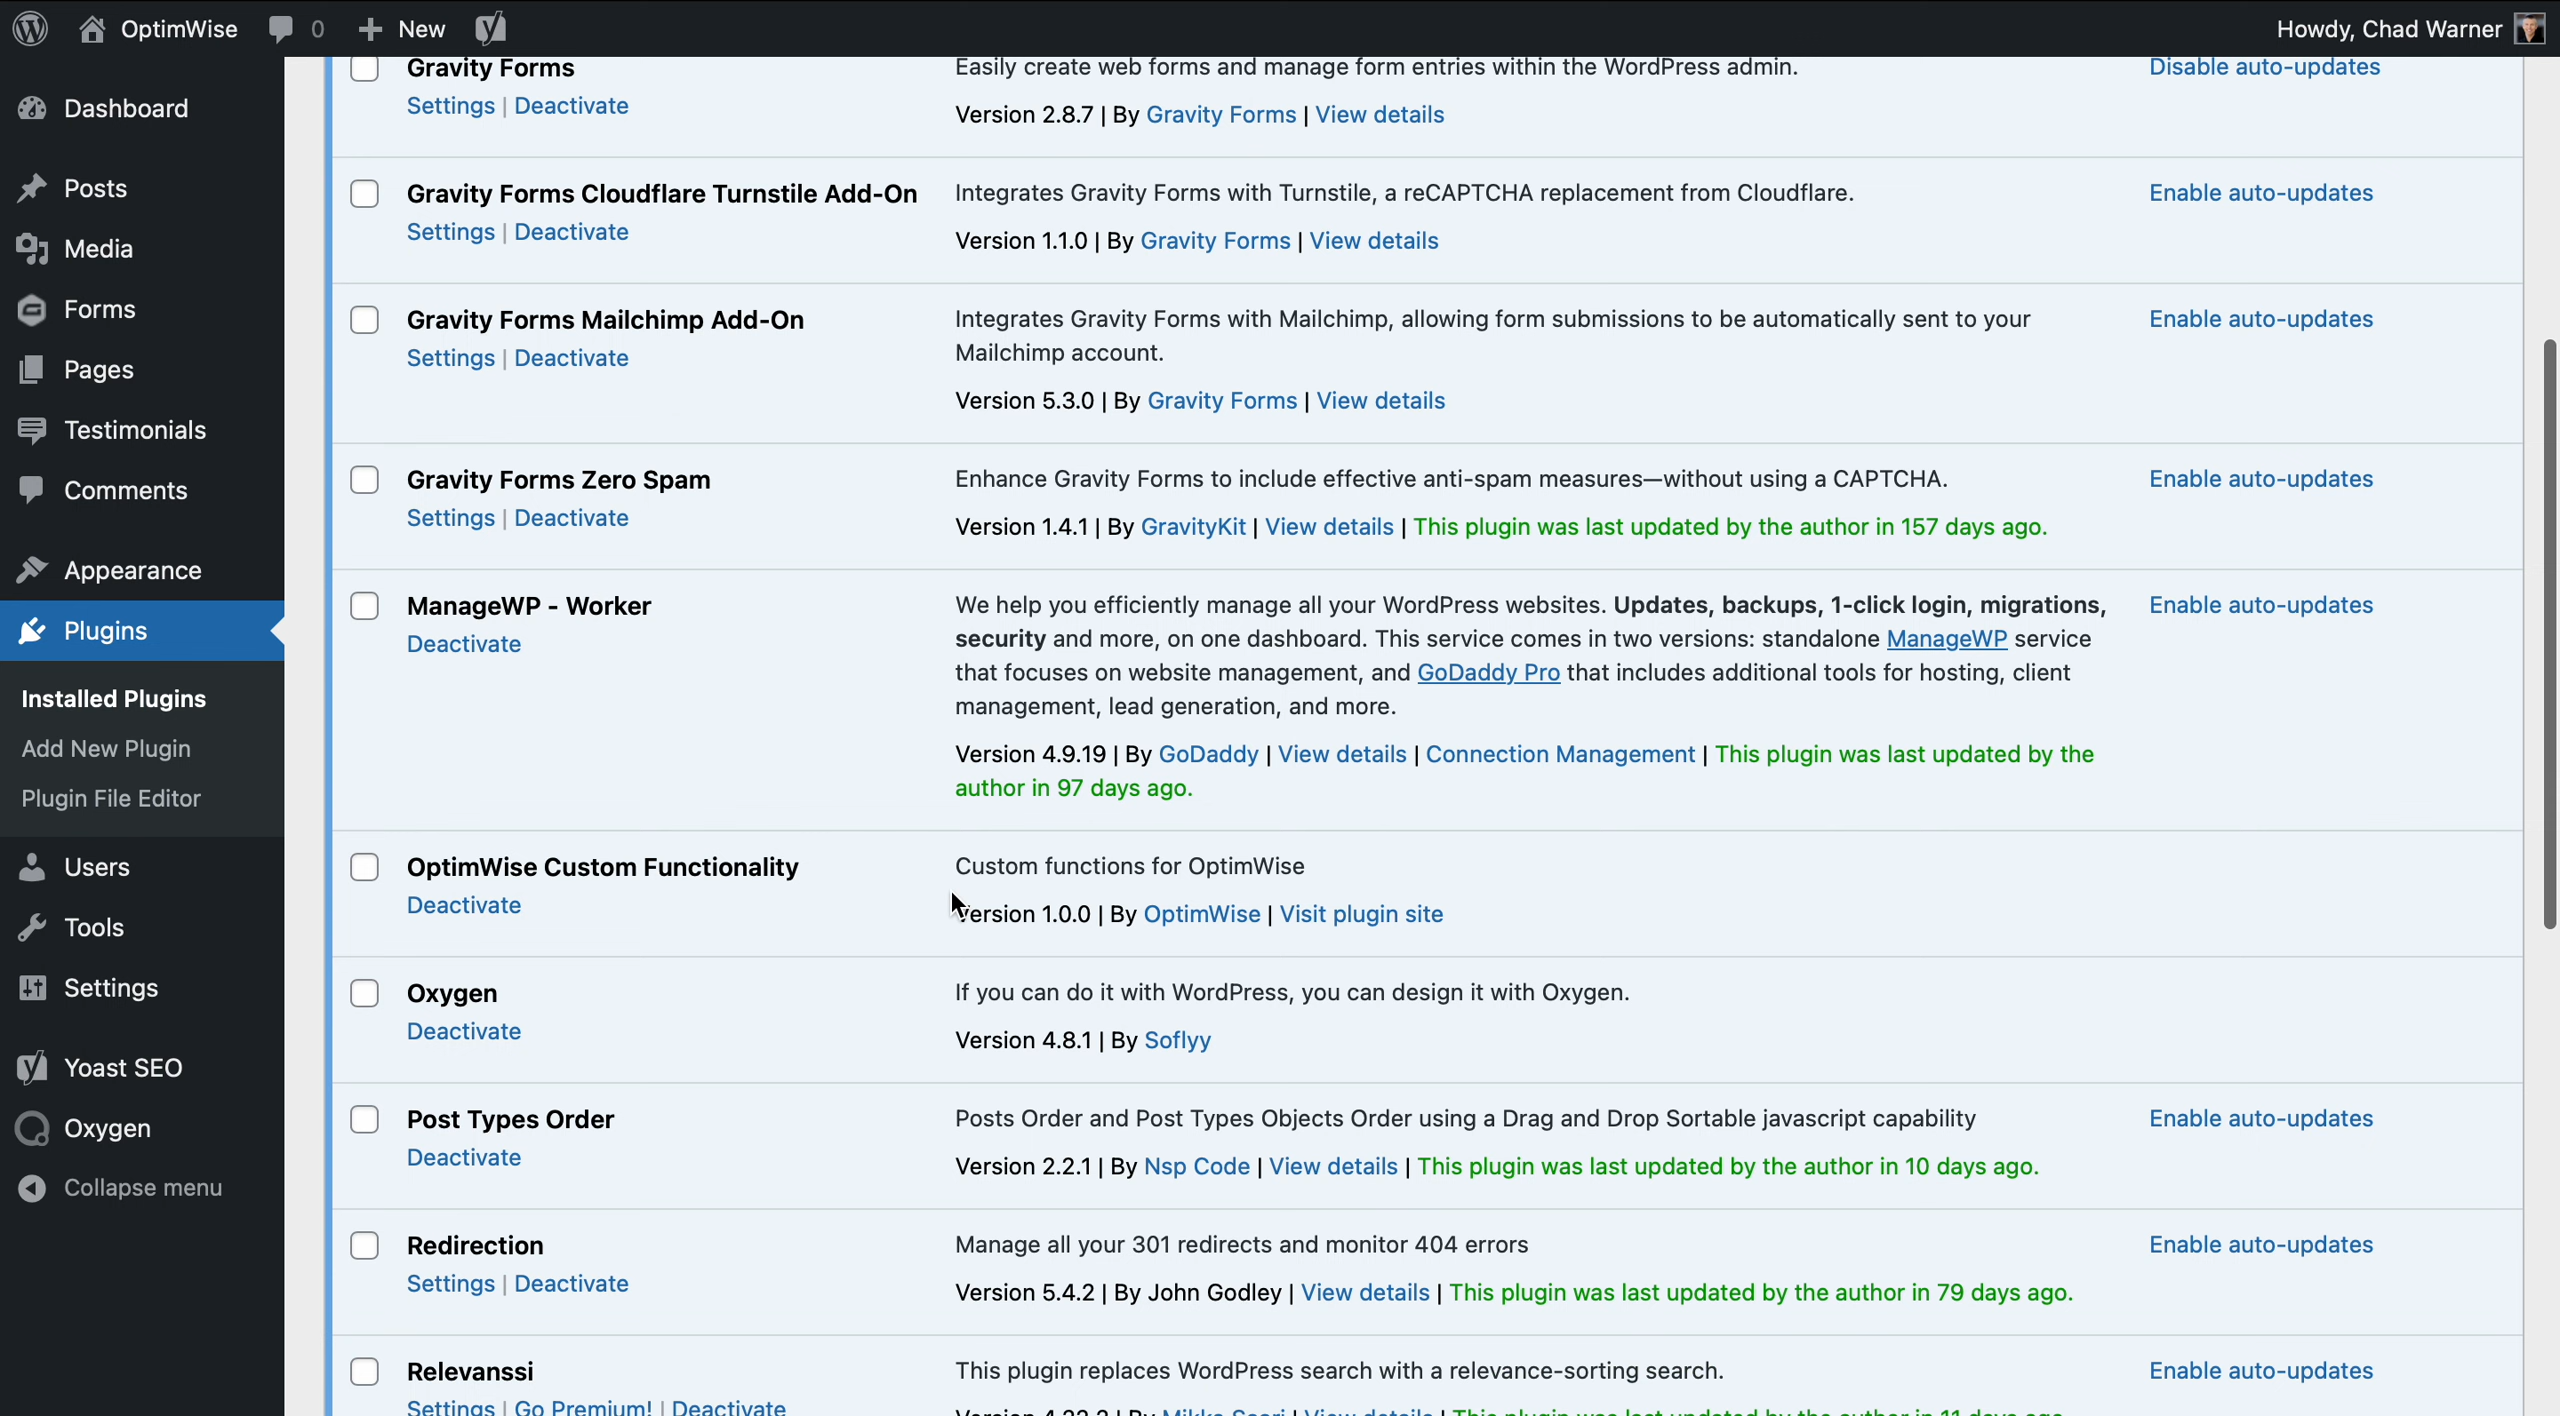 OptimWise 0 New Howdy, Chad Warner
Dashboard
Posts
Media
Forms
Pages
Testimonials
Comments
Appearance
Plugins
Installed Plugins
Add New Plugin
Plugin File Editor
Users
Tools
Settings
Yoast SEO
Oxygen
Collapse menu
Gravity Forms
Settings | Deactivate
Easily create web forms and manage form entries within the WordPress admin.
Version 2.8.7 | By Gravity Forms | View details
Disable auto-updates
Gravity Forms Cloudflare Turnstile Add-On
Settings | Deactivate
Integrates Gravity Forms with Turnstile, a reCAPTCHA replacement from Cloudflare.
Version 1.1.0 | By Gravity Forms | View details
Enable auto-updates
Gravity Forms Mailchimp Add-On
Settings | Deactivate
Integrates Gravity Forms with Mailchimp, allowing form submissions to be automatically sent to your
Mailchimp account.
Version 5.3.0 | By Gravity Forms | View details
Enable auto-updates
Gravity Forms Zero Spam
Settings | Deactivate
Enhance Gravity Forms to include effective anti-spam measures—without using a CAPTCHA.
Version 1.4.1 | By GravityKit | View details | This plugin was last updated by the author in 157 days ago.
Enable auto-updates
ManageWP - Worker
Deactivate
We help you efficiently manage all your WordPress websites. Updates, backups, 1-click login, migrations,
security and more, on one dashboard. This service comes in two versions: standalone ManageWP service
that focuses on website management, and GoDaddy Pro that includes additional tools for hosting, client
management, lead generation, and more.
Version 4.9.19 | By GoDaddy | View details | Connection Management | This plugin was last updated by the
author in 97 days ago.
Enable auto-updates
OptimWise Custom Functionality
Deactivate
Custom functions for OptimWise
Version 1.0.0 | By OptimWise | Visit plugin site
Oxygen
Deactivate
If you can do it with WordPress, you can design it with Oxygen.
Version 4.8.1 | By Soflyy
Post Types Order
Deactivate
Posts Order and Post Types Objects Order using a Drag and Drop Sortable javascript capability
Version 2.2.1 | By Nsp Code | View details | This plugin was last updated by the author in 10 days ago.
Enable auto-updates
Redirection
Settings | Deactivate
Manage all your 301 redirects and monitor 404 errors
Version 5.4.2 | By John Godley | View details | This plugin was last updated by the author in 79 days ago.
Enable auto-updates
Relevanssi
Settings | Go Premium! | Deactivate
This plugin replaces WordPress search with a relevance-sorting search.
Enable auto-updates